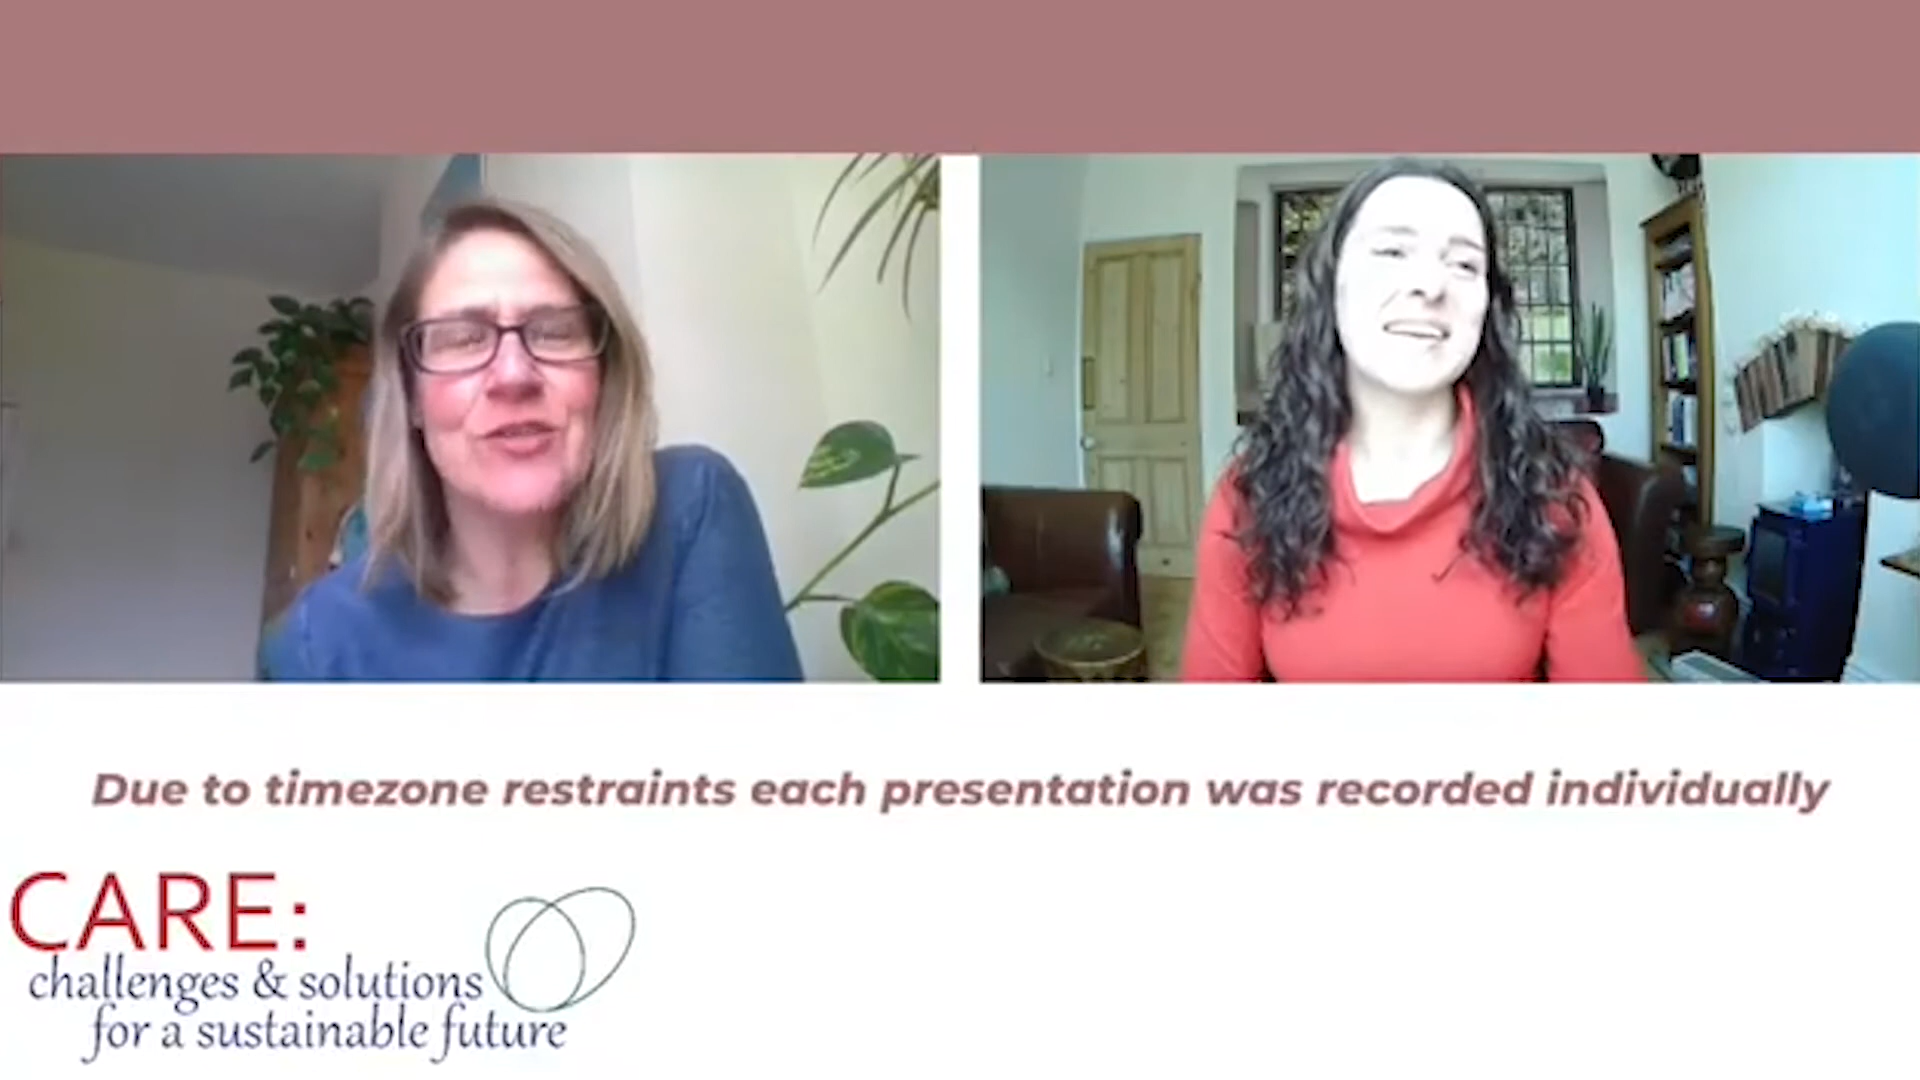 Due to timezone restraints each presentation was recorded individually
CARE:
challenges & solutions
for a sustainable future